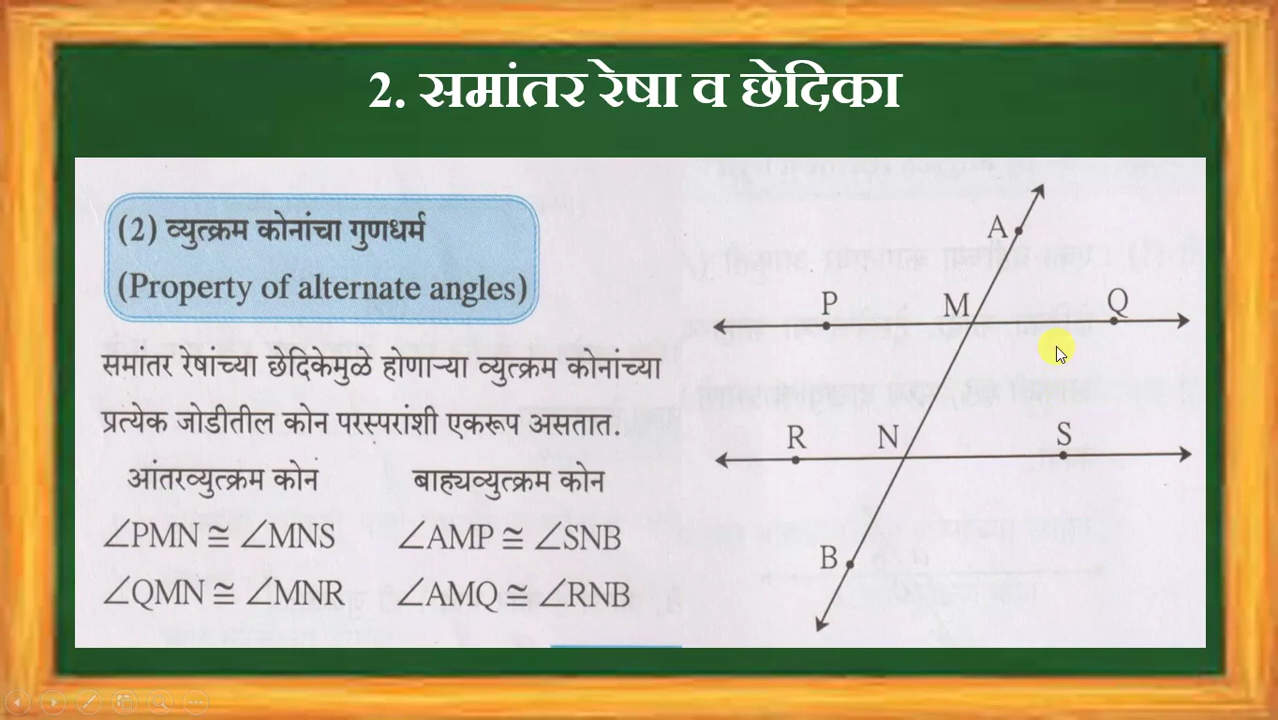 2. समांतर रेषा व छेदिका
(2) व्युत्क्रम कोनांचा गुणधर्म
(Property of alternate angles)
समांतर रेषांच्या छेदिकेमुळे होणाऱ्या व्युत्क्रम कोनांच्या
प्रत्येक जोडीतील कोन परस्परांशी एकरूप असतात.
आंतरव्युत्क्रम कोन बाह्यव्युत्क्रम कोन
∠PMN ≅ ∠MNS ∠AMP ≅ ∠SNB
∠QMN ≅ ∠MNR ∠AMQ ≅ ∠RNB
A
P M Q
R N S
B